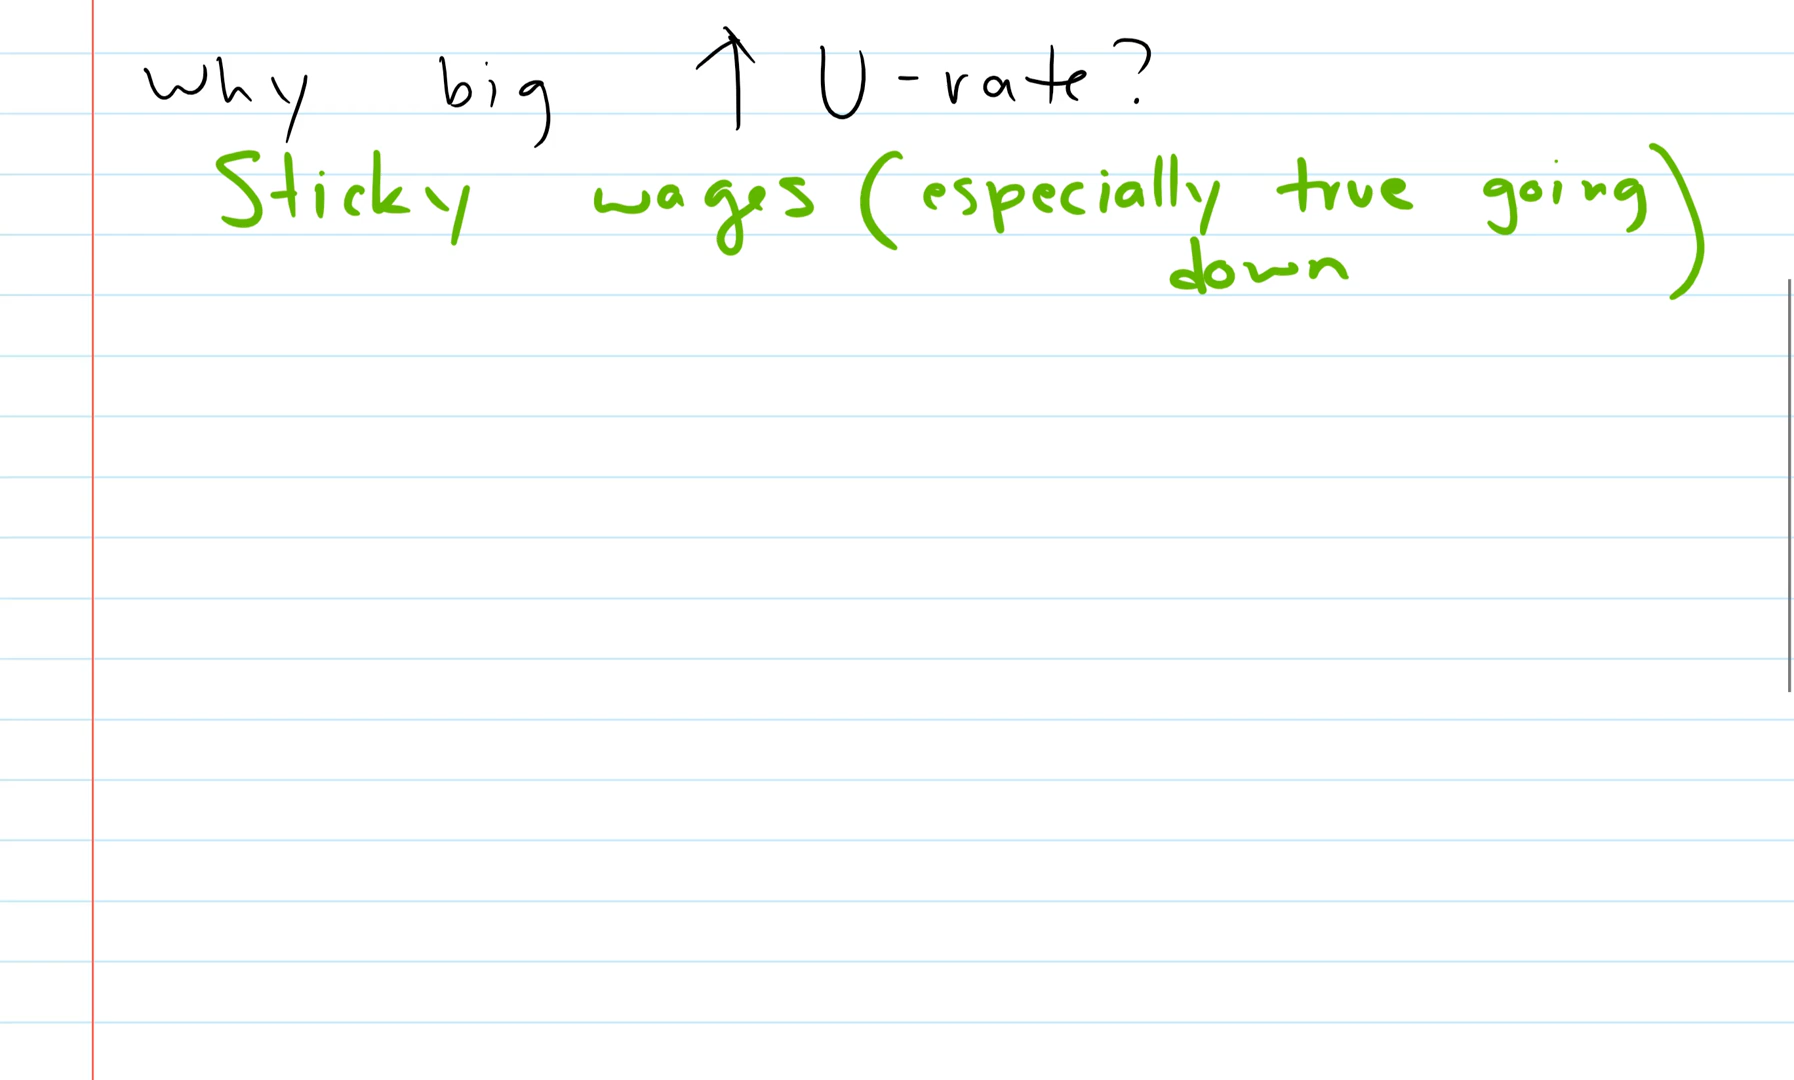 why big ↑ U-rate?
Sticky wages (especially true going
down)